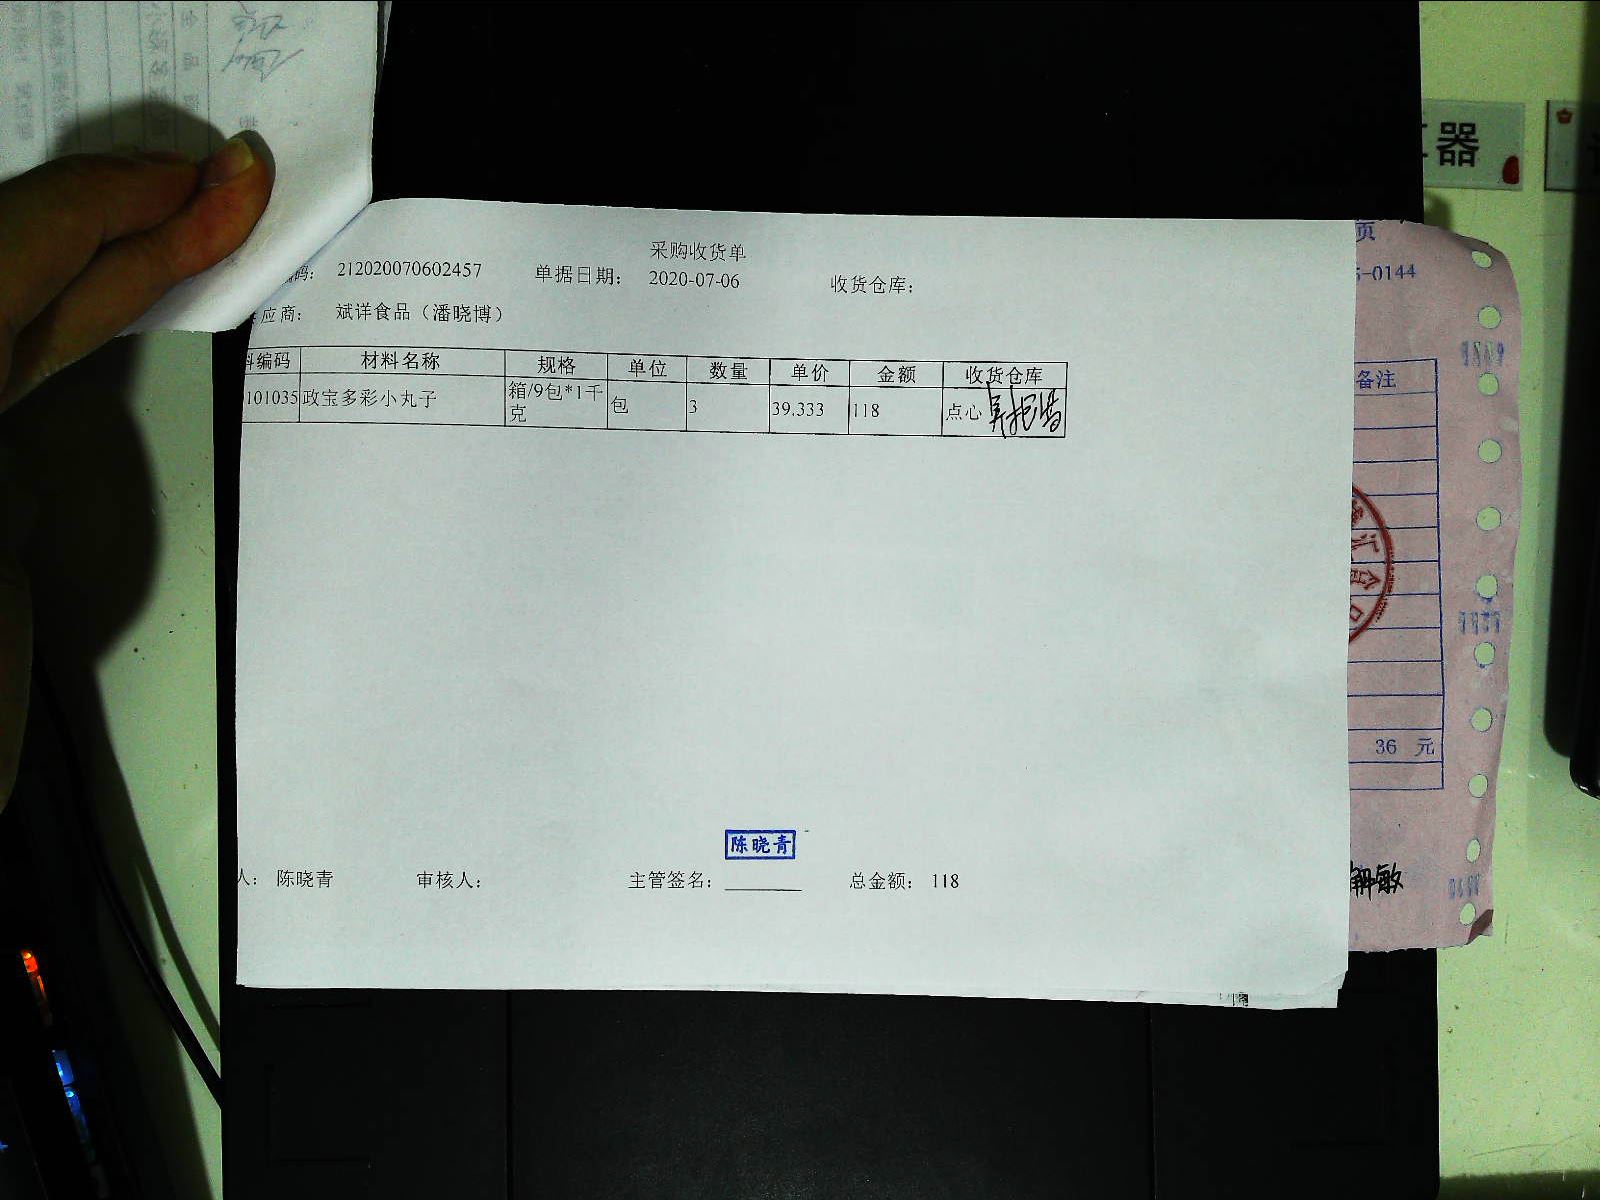 采购收货单
编码： 212020070602457 单据日期： 2020-07-06 收货仓库：
应商： 斌详食品（潘晓博）
料编码 材料名称 规格 单位 数量 单价 金额 收货仓库
101035 政宝多彩小丸子 箱/9包*1千克 包 3 39.333 118 点心
陈晓青
人： 陈晓青 审核人： 主管签名： 总金额： 118
页
-0144
备注
36 元
器